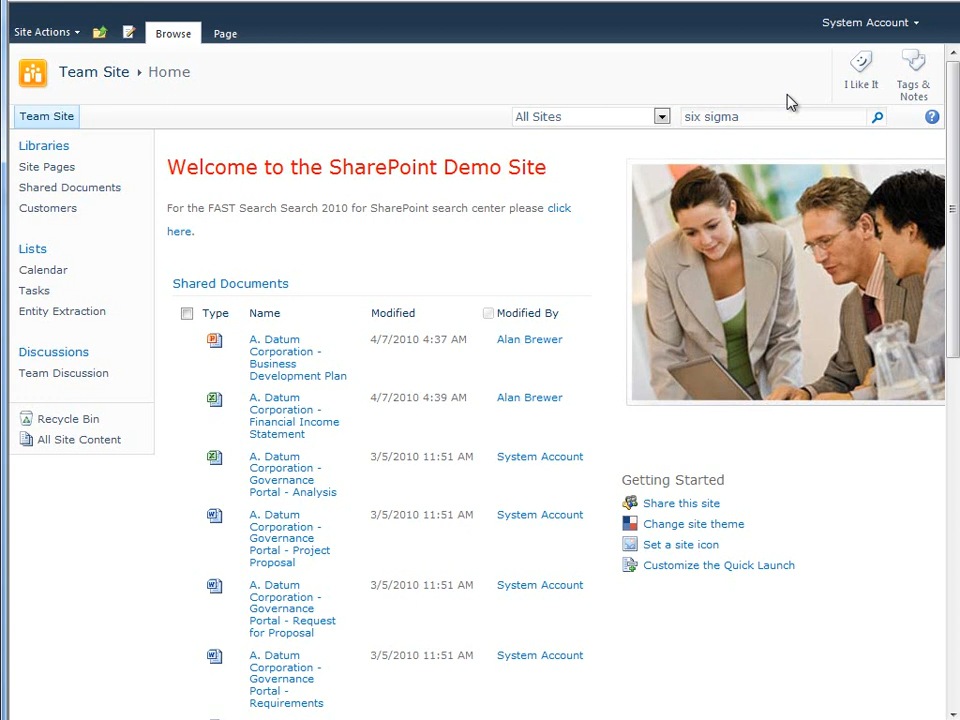 System Account
Site Actions
Browse
Page
Team Site ▸ Home
I Like It
Tags &
Notes
Team Site
All Sites
six sigma
Libraries
Site Pages
Shared Documents
Customers
Lists
Calendar
Tasks
Entity Extraction
Discussions
Team Discussion
Recycle Bin
All Site Content
Welcome to the SharePoint Demo Site
For the FAST Search Search 2010 for SharePoint search center please click
here.
Shared Documents
Type Name Modified Modified By
A. Datum 4/7/2010 4:37 AM Alan Brewer
Corporation -
Business
Development Plan
A. Datum 4/7/2010 4:39 AM Alan Brewer
Corporation -
Financial Income
Statement
A. Datum 3/5/2010 11:51 AM System Account
Corporation -
Governance
Portal - Analysis
A. Datum 3/5/2010 11:51 AM System Account
Corporation -
Governance
Portal - Project
Proposal
A. Datum 3/5/2010 11:51 AM System Account
Corporation -
Governance
Portal - Request
for Proposal
A. Datum 3/5/2010 11:51 AM System Account
Corporation -
Governance
Portal -
Requirements
Getting Started
Share this site
Change site theme
Set a site icon
Customize the Quick Launch